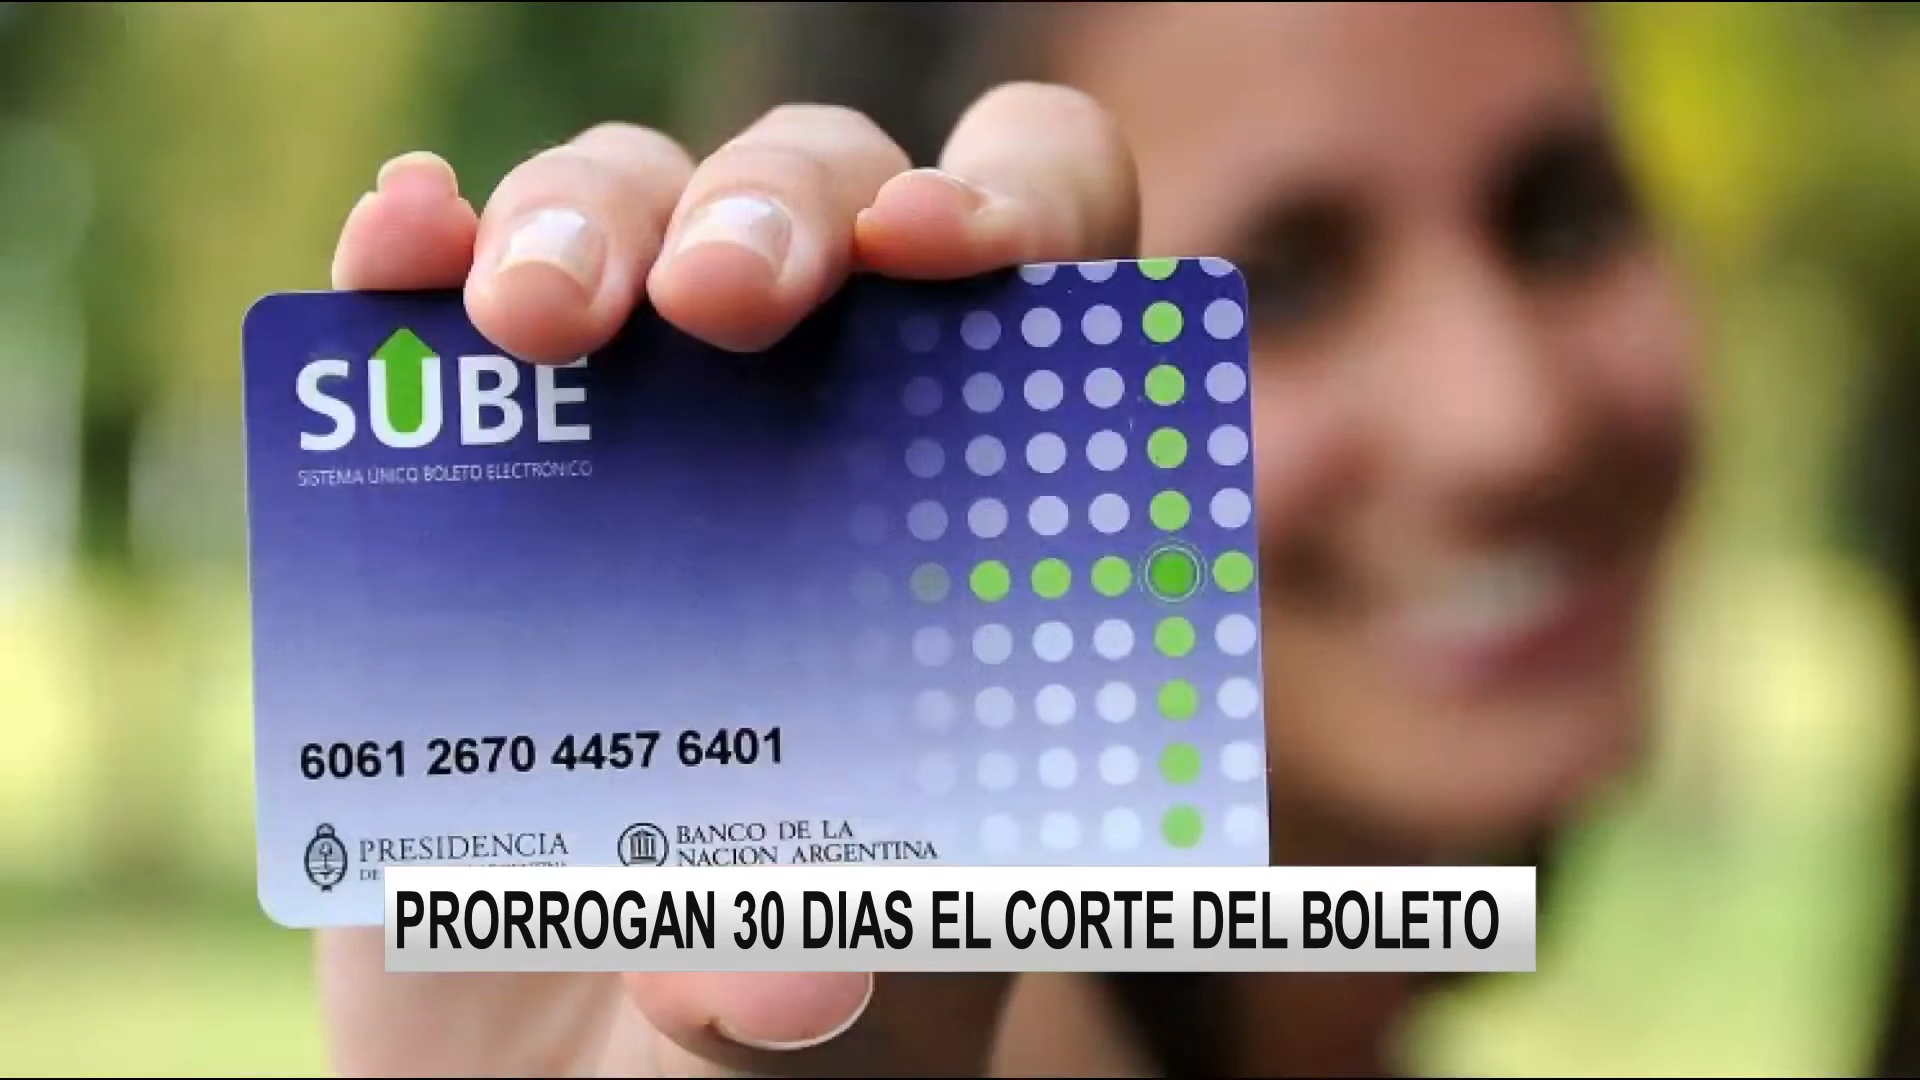 SUBE
SISTEMA ÚNICO BOLETO ELECTRÓNICO
6061 2670 4457 6401
PRESIDENCIA
DE
BANCO DE LA
NACION ARGENTINA
PRORROGAN 30 DIAS EL CORTE DEL BOLETO